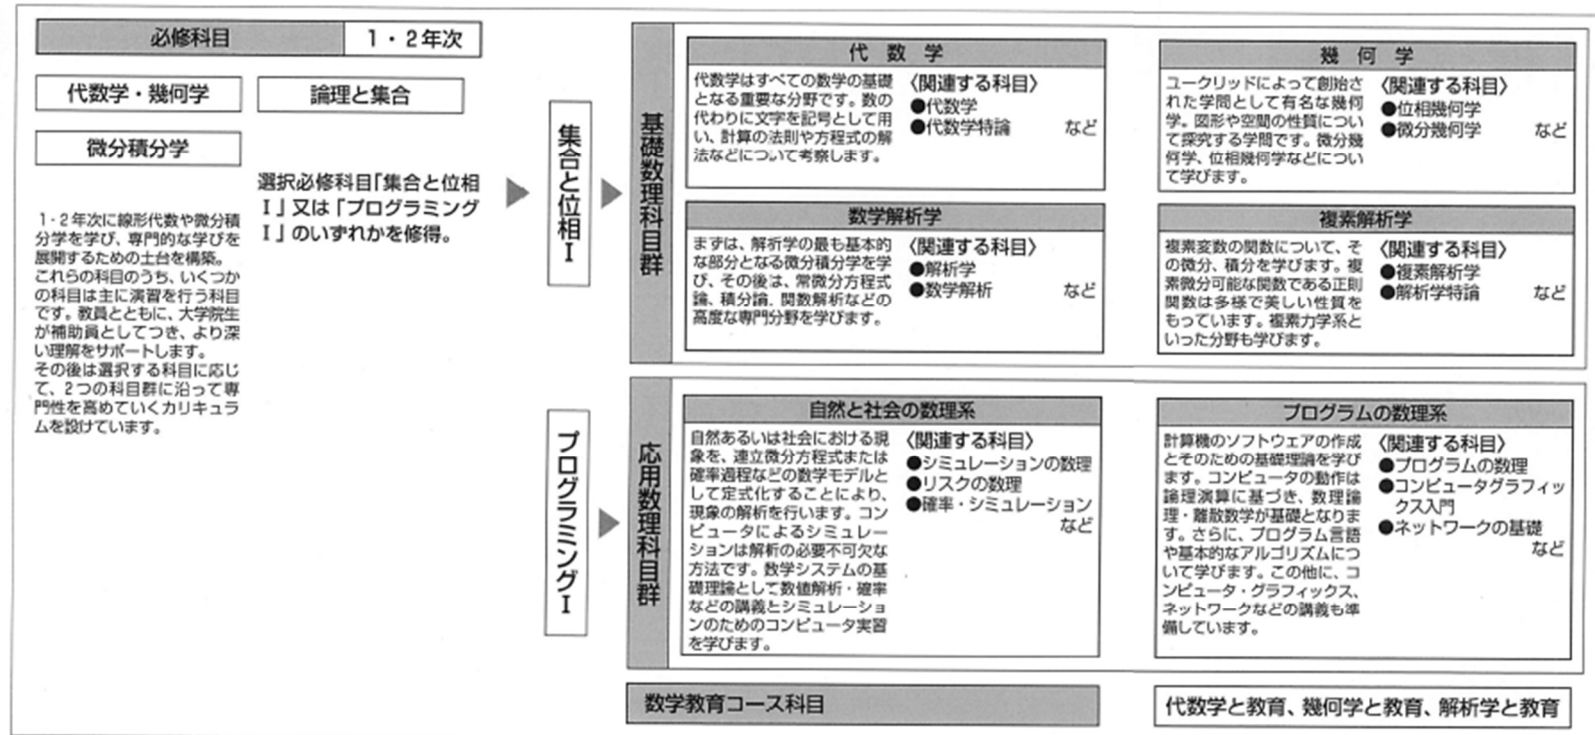 必修科目
1・2年次
代数学・幾何学
論理と集合
微分積分学
1・2年次に線形代数や微分積
分学を学び、専門的な学びを
展開するための土台を構築。
これらの科目のうち、いくつか
の科目は主に演習を行う科目
です。教員とともに、大学院生
が補助員としてつき、より深
い理解をサポートします。
その後は選択する科目に応じ
て、2つの科目群に沿って専
門性を高めていくカリキュラ
ムを設けています。
選択必修科目「集合と位相
Ⅰ」又は「プログラミング
Ⅰ」のいずれかを修得。
集合と位相Ⅰ
プログラミングⅠ
基礎数理科目群
代数学
代数学はすべての数学の基礎
となる重要な分野です。数の
代わりに文字を記号として用
い、計算の法則や方程式の解
法などについて考察します。
〈関連する科目〉
●代数学
●代数学特論 など
幾何学
ユークリッドによって創始さ
れた学問として有名な幾何
学。図形や空間の性質につい
て探究する学問です。微分幾
何学、位相幾何学などについ
て学びます。
〈関連する科目〉
●位相幾何学
●微分幾何学 など
数学解析学
まずは、解析学の最も基本的
な部分となる微分積分学を学
び、その後は、常微分方程式
論、積分論、関数解析などの
高度な専門分野を学びます。
〈関連する科目〉
●解析学
●数学解析 など
複素解析学
複素変数の関数について、そ
の微分、積分を学びます。複
素微分可能な関数である正則
関数は多様で美しい性質を
もっています。複素力学系と
いった分野も学びます。
〈関連する科目〉
●複素解析学
●解析学特論 など
応用数理科目群
自然と社会の数理系
自然あるいは社会における現
象を、連立微分方程式または
確率過程などの数学モデルと
して定式化することにより、
現象の解析を行います。コン
ピュータによるシミュレー
ションは解析の必要不可欠な
方法です。数学システムの基
礎理論として数値解析・確率
などの講義とシミュレーショ
ンのためのコンピュータ実習
を学びます。
〈関連する科目〉
●シミュレーションの数理
●リスクの数理
●確率・シミュレーション
など
プログラムの数理系
計算機のソフトウェアの作成
とそのための基礎理論を学び
ます。コンピュータの動作は
論理演算に基づき、数理論
理・離散数学が基礎となりま
す。さらに、プログラム言語
や基本的なアルゴリズムにつ
いて学びます。この他に、コ
ンピュータ・グラフィックス、
ネットワークなどの講義も準
備しています。
〈関連する科目〉
●プログラムの数理
●コンピュータグラフィッ
クス入門
●ネットワークの基礎
など
数学教育コース科目
代数学と教育、幾何学と教育、解析学と教育